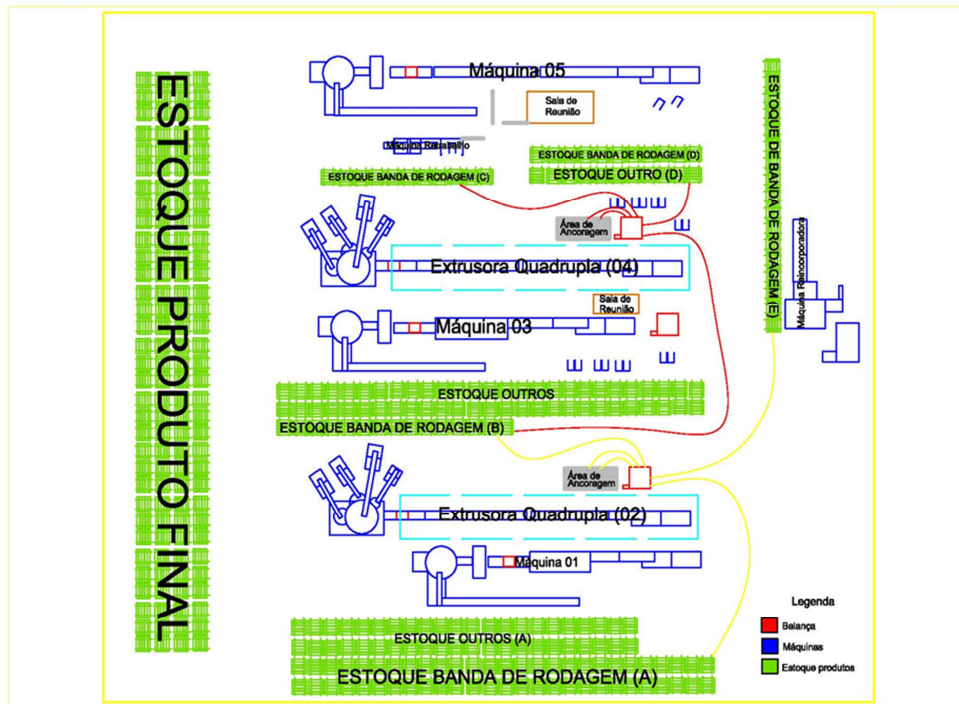 ESTOQUE PRODUTO FINAL
Máquina 05
Sala de
Reunião
Máquina Retrabalho
ESTOQUE BANDA DE RODAGEM (C)
ESTOQUE BANDA DE RODAGEM (D)
ESTOQUE OUTRO (D)
Área de
Ancoragem
Extrusora Quadrupla (04)
Sala de
Reunião
Máquina 03
ESTOQUE OUTROS
ESTOQUE BANDA DE RODAGEM (B)
ESTOQUE DE BANDA DE RODAGEM (E)
Máquina Reincorporadora
Área de
Ancoragem
Extrusora Quadrupla (02)
Máquina 01
ESTOQUE OUTROS (A)
ESTOQUE BANDA DE RODAGEM (A)
Legenda
Balança
Máquinas
Estoque produtos